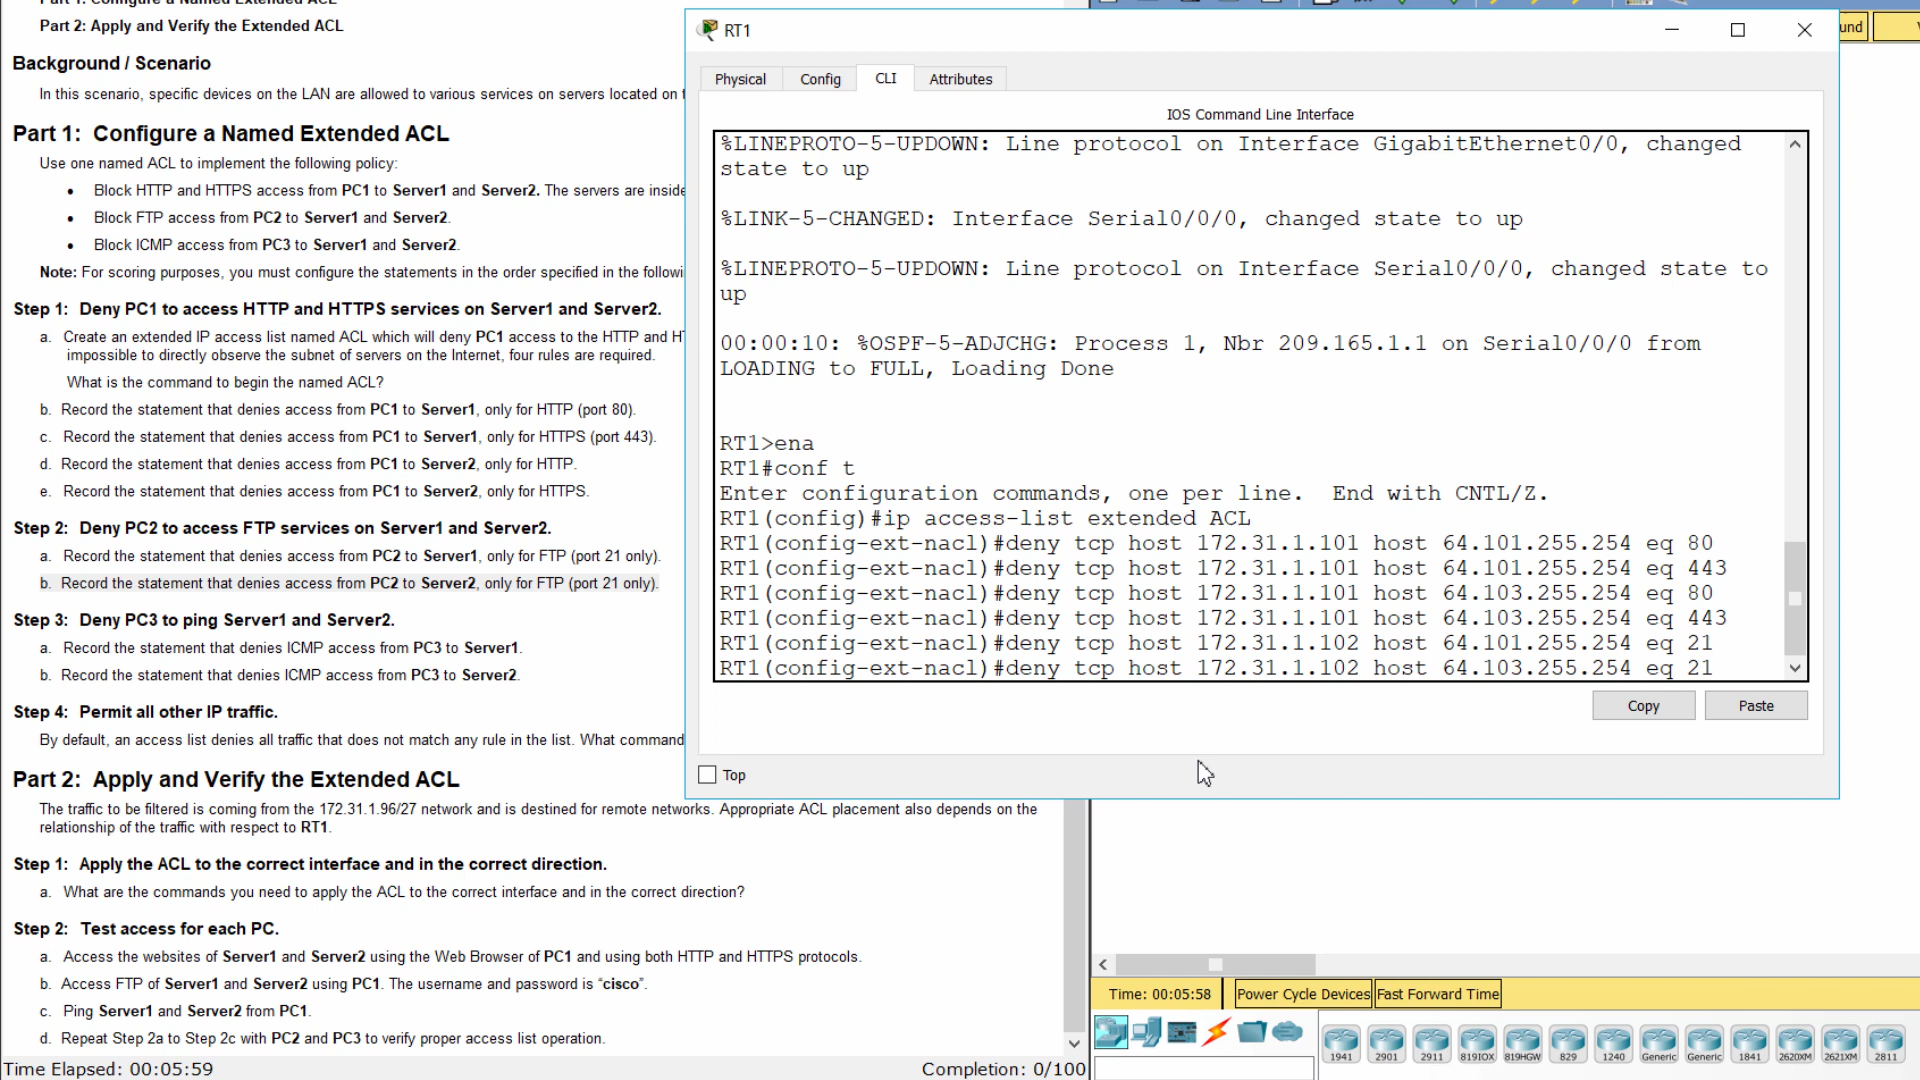 Part 1: Configure a Named Extended ACL
Part 2: Apply and Verify the Extended ACL
Background / Scenario
In this scenario, specific devices on the LAN are allowed to various services on servers located on t
Part 1: Configure a Named Extended ACL
Use one named ACL to implement the following policy:
• Block HTTP and HTTPS access from PC1 to Server1 and Server2. The servers are inside
• Block FTP access from PC2 to Server1 and Server2.
• Block ICMP access from PC3 to Server1 and Server2.
Note: For scoring purposes, you must configure the statements in the order specified in the followi
Step 1: Deny PC1 to access HTTP and HTTPS services on Server1 and Server2.
a. Create an extended IP access list named ACL which will deny PC1 access to the HTTP and HT
impossible to directly observe the subnet of servers on the Internet, four rules are required.
What is the command to begin the named ACL?
b. Record the statement that denies access from PC1 to Server1, only for HTTP (port 80).
c. Record the statement that denies access from PC1 to Server1, only for HTTPS (port 443).
d. Record the statement that denies access from PC1 to Server2, only for HTTP.
e. Record the statement that denies access from PC1 to Server2, only for HTTPS.
Step 2: Deny PC2 to access FTP services on Server1 and Server2.
a. Record the statement that denies access from PC2 to Server1, only for FTP (port 21 only).
b. Record the statement that denies access from PC2 to Server2, only for FTP (port 21 only).
Step 3: Deny PC3 to ping Server1 and Server2.
a. Record the statement that denies ICMP access from PC3 to Server1.
b. Record the statement that denies ICMP access from PC3 to Server2.
Step 4: Permit all other IP traffic.
By default, an access list denies all traffic that does not match any rule in the list. What command
Part 2: Apply and Verify the Extended ACL
The traffic to be filtered is coming from the 172.31.1.96/27 network and is destined for remote networks. Appropriate ACL placement also depends on the
relationship of the traffic with respect to RT1.
Step 1: Apply the ACL to the correct interface and in the correct direction.
a. What are the commands you need to apply the ACL to the correct interface and in the correct direction?
Step 2: Test access for each PC.
a. Access the websites of Server1 and Server2 using the Web Browser of PC1 and using both HTTP and HTTPS protocols.
b. Access FTP of Server1 and Server2 using PC1. The username and password is “cisco”.
c. Ping Server1 and Server2 from PC1.
d. Repeat Step 2a to Step 2c with PC2 and PC3 to verify proper access list operation.
Time Elapsed: 00:05:59
Completion: 0/100
RT1
Physical
Config
CLI
Attributes
IOS Command Line Interface
%LINEPROTO-5-UPDOWN: Line protocol on Interface GigabitEthernet0/0, changed
state to up
%LINK-5-CHANGED: Interface Serial0/0/0, changed state to up
%LINEPROTO-5-UPDOWN: Line protocol on Interface Serial0/0/0, changed state to
up
00:00:10: %OSPF-5-ADJCHG: Process 1, Nbr 209.165.1.1 on Serial0/0/0 from
LOADING to FULL, Loading Done
RT1>ena
RT1#conf t
Enter configuration commands, one per line. End with CNTL/Z.
RT1(config)#ip access-list extended ACL
RT1(config-ext-nacl)#deny tcp host 172.31.1.101 host 64.101.255.254 eq 80
RT1(config-ext-nacl)#deny tcp host 172.31.1.101 host 64.101.255.254 eq 443
RT1(config-ext-nacl)#deny tcp host 172.31.1.101 host 64.103.255.254 eq 80
RT1(config-ext-nacl)#deny tcp host 172.31.1.101 host 64.103.255.254 eq 443
RT1(config-ext-nacl)#deny tcp host 172.31.1.102 host 64.101.255.254 eq 21
RT1(config-ext-nacl)#deny tcp host 172.31.1.102 host 64.103.255.254 eq 21
Copy
Paste
Top
und
Time: 00:05:58
Power Cycle Devices
Fast Forward Time
1941
2901
2911
819IOX
819HGW
829
1240
Generic
Generic
1841
2620XM
2621XM
2811